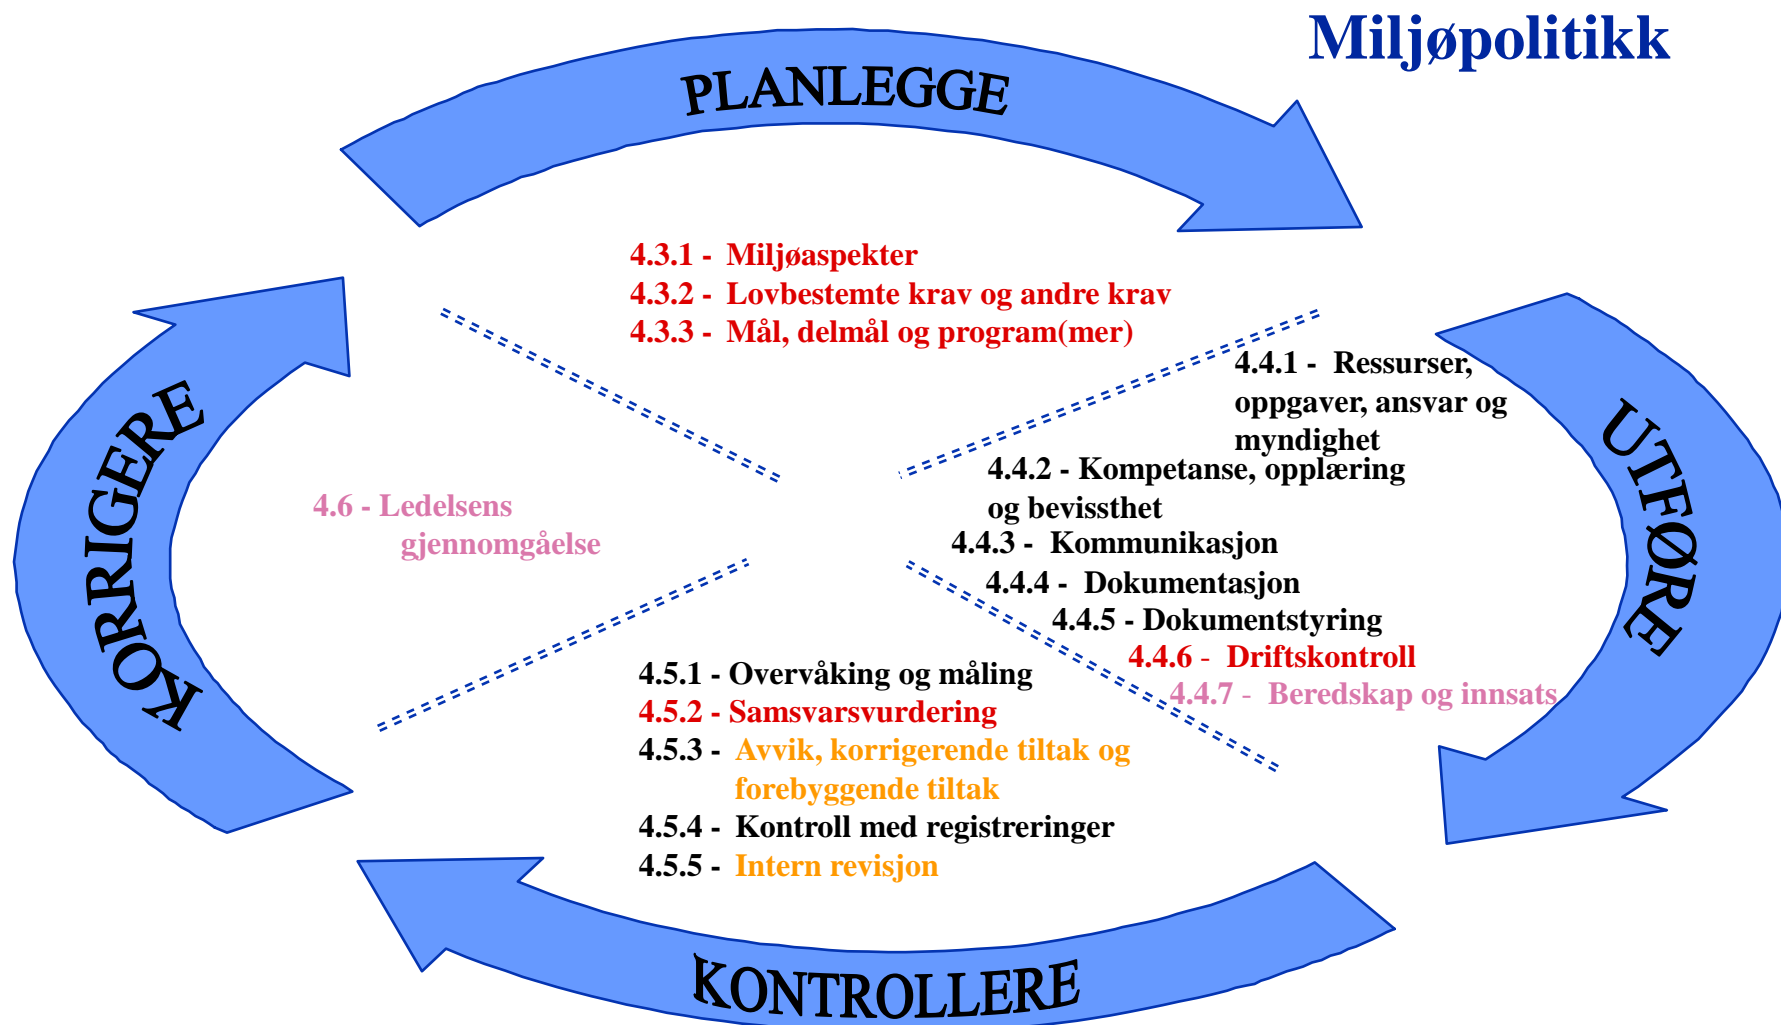 Miljøpolitikk
PLANLEGGE
4.3.1 - Miljøaspekter
4.3.2 - Lovbestemte krav og andre krav
4.3.3 - Mål, delmål og program(mer)
UTFØRE
4.4.1 - Ressurser,
oppgaver, ansvar og
myndighet
4.4.2 - Kompetanse, opplæring
og bevissthet
4.4.3 - Kommunikasjon
4.4.4 - Dokumentasjon
4.4.5 - Dokumentstyring
4.4.6 - Driftskontroll
4.4.7 - Beredskap og innsats
KONTROLLERE
4.5.1 - Overvåking og måling
4.5.2 - Samsvarsvurdering
4.5.3 - Avvik, korrigerende tiltak og
forebyggende tiltak
4.5.4 - Kontroll med registreringer
4.5.5 - Intern revisjon
KORRIGERE
4.6 - Ledelsens
gjennomgåelse